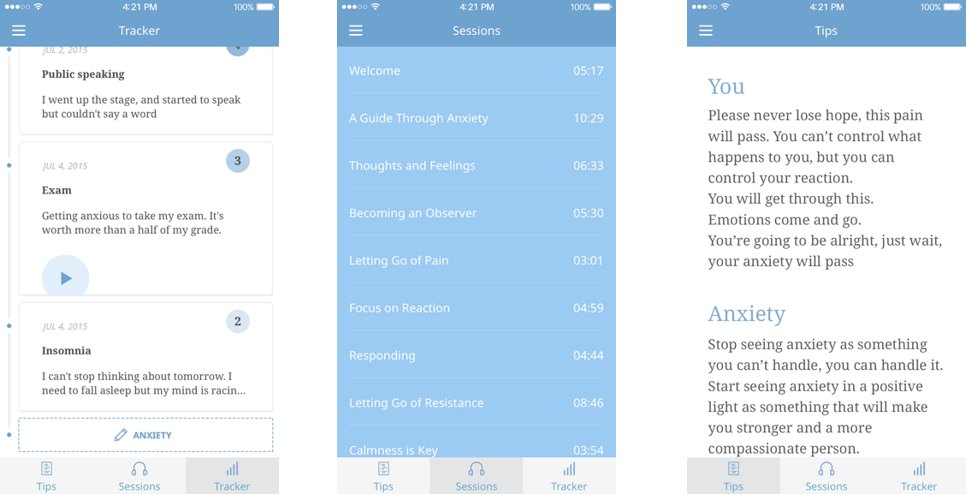 4:21 PM 100%
Tracker
JUL 2, 2015
Public speaking
I went up the stage, and started to speak
but couldn't say a word
JUL 4, 2015 3
Exam
Getting anxious to take my exam. It's
worth more than a half of my grade.
JUL 4, 2015 2
Insomnia
I can't stop thinking about tomorrow. I
need to fall asleep but my mind is racin...
ANXIETY
Tips Sessions Tracker
4:21 PM 100%
Sessions
Welcome 05:17
A Guide Through Anxiety 10:29
Thoughts and Feelings 06:33
Becoming an Observer 05:30
Letting Go of Pain 03:01
Focus on Reaction 04:59
Responding 04:44
Letting Go of Resistance 08:46
Calmness is Key 03:54
Tips Sessions Tracker
4:21 PM 100%
Tips
You
Please never lose hope, this pain
will pass. You can't control what
happens to you, but you can
control your reaction.
You will get through this.
Emotions come and go.
You're going to be alright, just wait,
your anxiety will pass
Anxiety
Stop seeing anxiety as something
you can't handle, you can handle it.
Start seeing anxiety in a positive
light as something that will make
you stronger and a more
compassionate person.
Tips Sessions Tracker